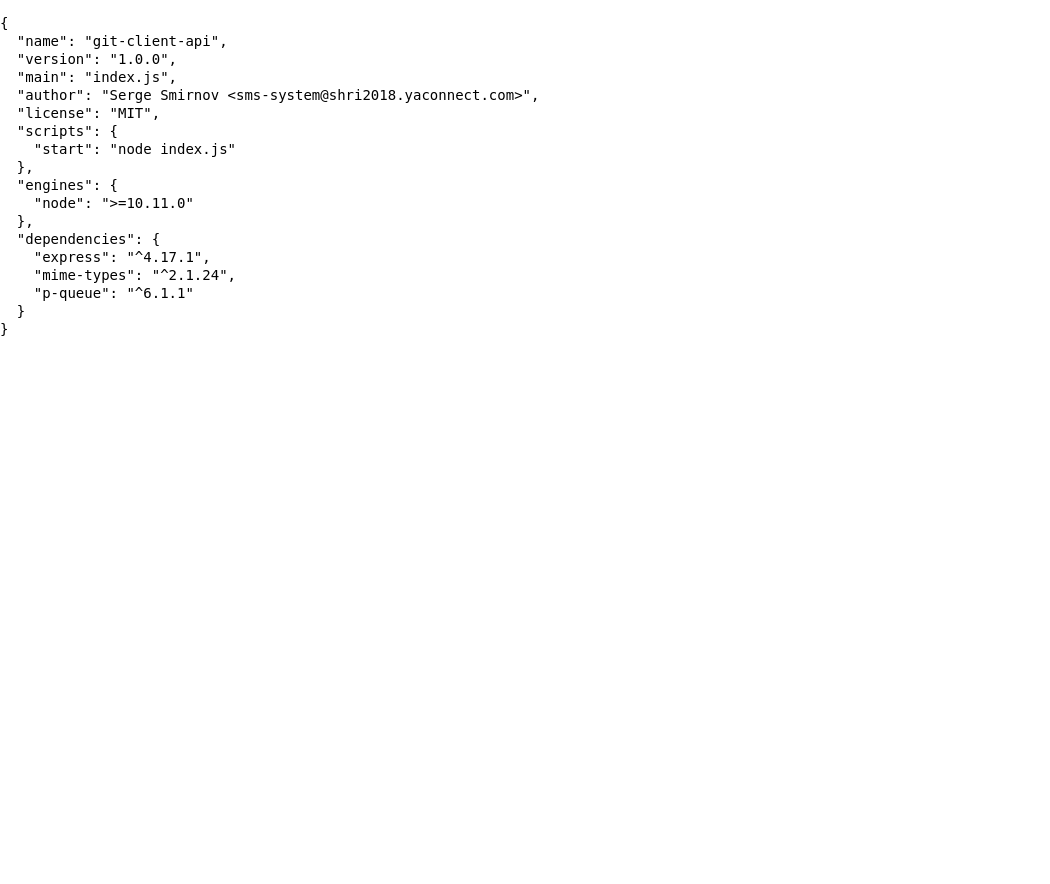 {
  "name": "git-client-api",
  "version": "1.0.0",
  "main": "index.js",
  "author": "Serge Smirnov <sms-system@shri2018.yaconnect.com>",
  "license": "MIT",
  "scripts": {
    "start": "node index.js"
  },
  "engines": {
    "node": ">=10.11.0"
  },
  "dependencies": {
    "express": "^4.17.1",
    "mime-types": "^2.1.24",
    "p-queue": "^6.1.1"
  }
}